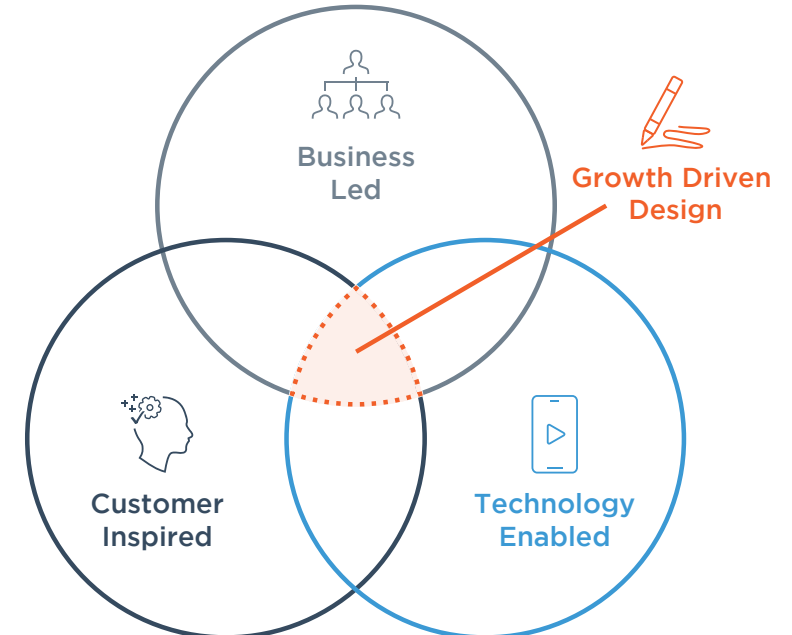 Business
Led
Growth Driven
Design
Customer
Inspired
Technology
Enabled